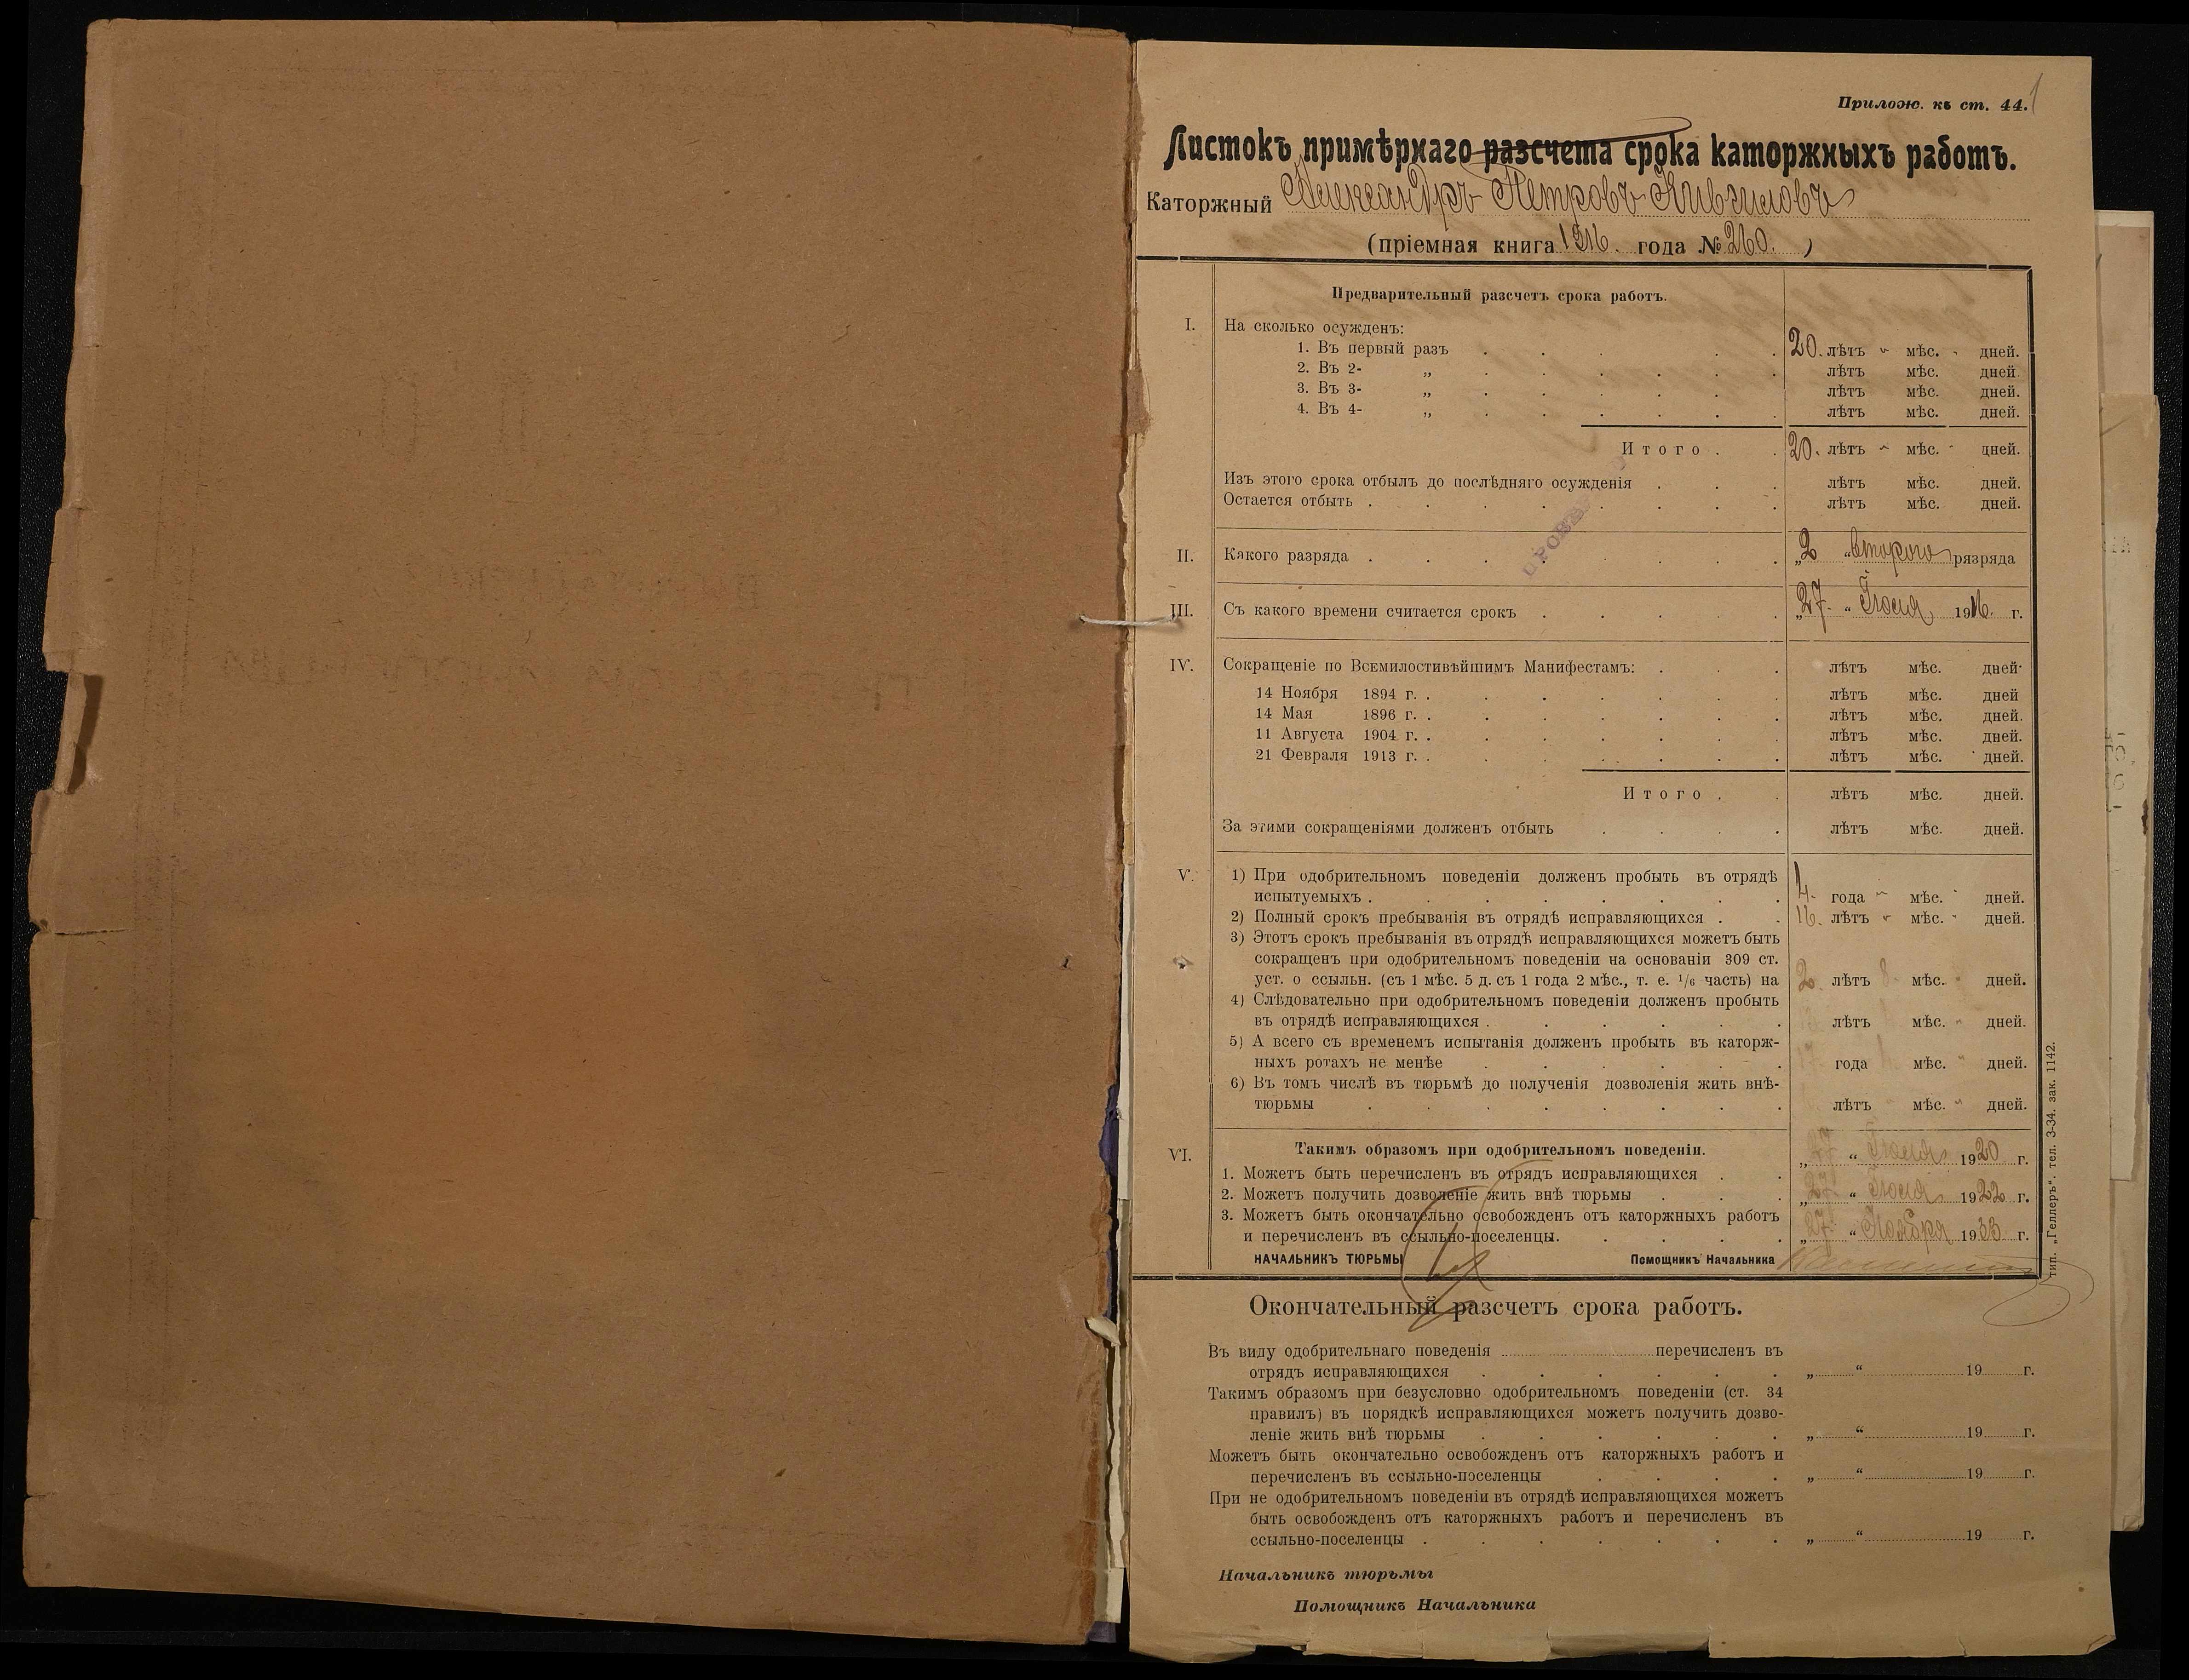 Прилож. къ ст. 44.
Листокъ примѣрнаго разсчета срока каторжныхъ работъ.
Каторжный Александръ Петровъ
(пріемная книга 1916. года № 260. )
Предварительный разсчетъ срока работъ.
I. На сколько осужденъ:
1. Въ первый разъ 20. лѣтъ " мѣс. " дней.
2. Въ 2- „ лѣтъ мѣс. дней
3. Въ 3- „ лѣтъ мѣс. дней.
4. Въ 4- „ лѣтъ мѣс. дней.
Итого . 20. лѣтъ " мѣс. " дней.
Изъ этого срока отбылъ до послѣдняго осужденія лѣтъ мѣс. дней.
Остается отбыть . лѣтъ мѣс. дней.
II. Какого разряда . „2 “ второго рязряда
III. Съ какого времени считается срокъ . „27 “ Іюля 1916. г.
IV. Сокращеніе по Всемилостивѣйшимъ Манифестамъ: лѣтъ мѣс. дней
14 Ноября 1894 г. . лѣтъ мѣс. дней
14 Мая 1896 г. . лѣтъ мѣс. дней.
11 Августа 1904 г. . лѣтъ мѣс. дней.
21 Февраля 1913 г. . лѣтъ мѣс. дней.
Итого . лѣтъ мѣс. дней.
За этими сокращеніями долженъ отбыть лѣтъ мѣс. дней.
V. 1) При одобрительномъ поведеніи долженъ пробыть въ отрядѣ
испытуемыхъ . 4. года " мѣс. " дней.
2) Полный срокъ пребыванія въ отрядѣ исправляющихся . 16. лѣтъ " мѣс. " дней.
3) Этотъ срокъ пребыванія въ отрядѣ исправляющихся можетъ быть
сокращенъ при одобрительномъ поведеніи на основаніи 309 ст.
уст. о ссыльн. (съ 1 мѣс. 5 д. съ 1 года 2 мѣс., т. е. 1/6 часть) на 2 лѣтъ 8 мѣс. " дней.
4) Слѣдовательно при одобрительномъ поведеніи долженъ пробыть
въ отрядѣ исправляющихся . лѣтъ мѣс. " дней.
5) А всего съ временемъ испытанія долженъ пробыть въ каторж-
ныхъ ротахъ не менѣе 17 года мѣс. " дней.
6) Въ томъ числѣ въ тюрьмѣ до полученія дозволенія жить внѣ-
тюрьмы лѣтъ мѣс. " дней.
VI. Такимъ образомъ при одобрительномъ поведеніи.
1. Можетъ быть перечисленъ въ отрядъ исправляющихся „27 “ Іюля 1920 г.
2. Можетъ получить дозволеніе жить внѣ тюрьмы „27 “ Іюля 1922 г.
3. Можетъ быть окончательно освобожденъ отъ каторжныхъ работъ
и перечисленъ въ ссыльно-поселенцы. „27 “ Ноября 1933 г.
НАЧАЛЬНИКЪ ТЮРЬМЫ Помощникъ Начальника
тип. „Геллеръ“. тел. 3-34. зак. 1142.
Окончательный разсчетъ срока работъ.
Въ виду одобрительнаго поведенія перечисленъ въ
отрядъ исправляющихся „ “ 19 г.
Такимъ образомъ при безусловно одобрительномъ поведеніи (ст. 34
правилъ) въ порядкѣ исправляющихся можетъ получить дозво-
леніе жить внѣ тюрьмы „ “ 19 г.
Можетъ быть окончательно освобожденъ отъ каторжныхъ работъ и
перечисленъ въ ссыльно-поселенцы „ “ 19 г.
При не одобрительномъ поведеніи въ отрядѣ исправляющихся можетъ
быть освобожденъ отъ каторжныхъ работъ и перечисленъ въ
ссыльно-поселенцы . „ “ 19 г.
Начальникъ тюрьмы
Помощникъ Начальника